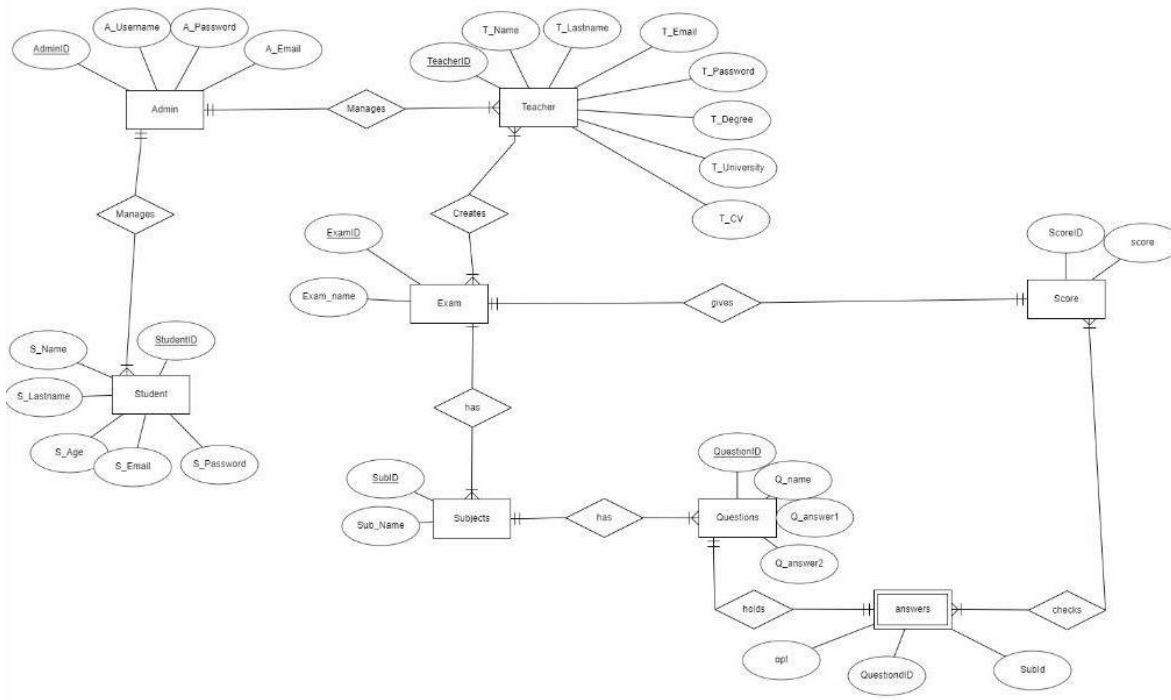 A_Username
A_Password
AdminID
A_Email
Admin
Manages
T_Name
T_Lastname
T_Email
TeacherID
T_Password
Teacher
T_Degree
T_University
T_CV
Manages
Creates
ExamID
Exam_name
Exam
gives
ScoreID
score
Score
S_Name
StudentID
S_Lastname
Student
S_Age
S_Email
S_Password
has
SubID
Sub_Name
Subjects
has
QuestionID
Q_name
Questions
Q_answer1
Q_answer2
holds
answers
checks
QuestiondID
SubId